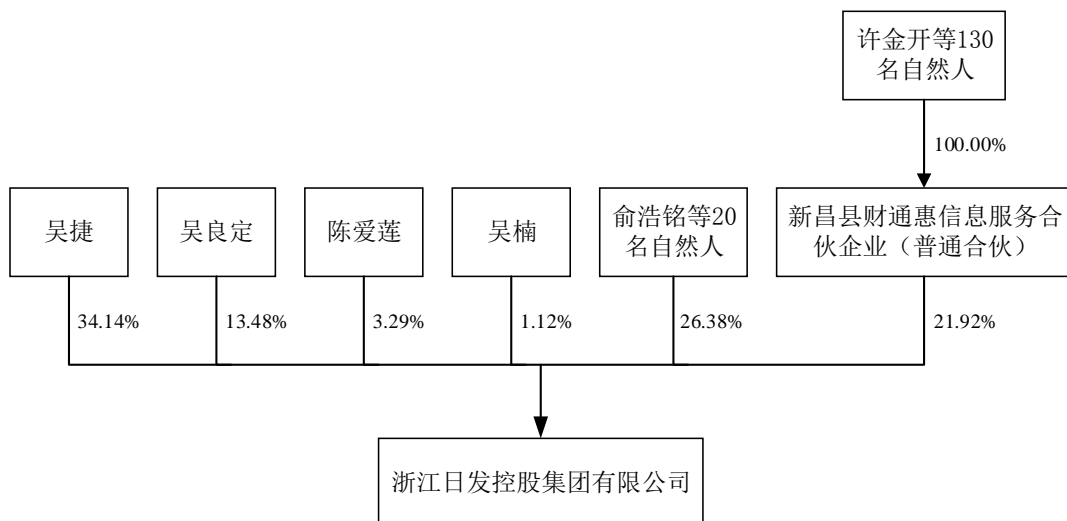 许金开等130
名自然人
100.00%
吴捷
吴良定
陈爱莲
吴楠
俞浩铭等20
名自然人
新昌县财通惠信息服务合
伙企业（普通合伙）
34.14%
13.48%
3.29%
1.12%
26.38%
21.92%
浙江日发控股集团有限公司